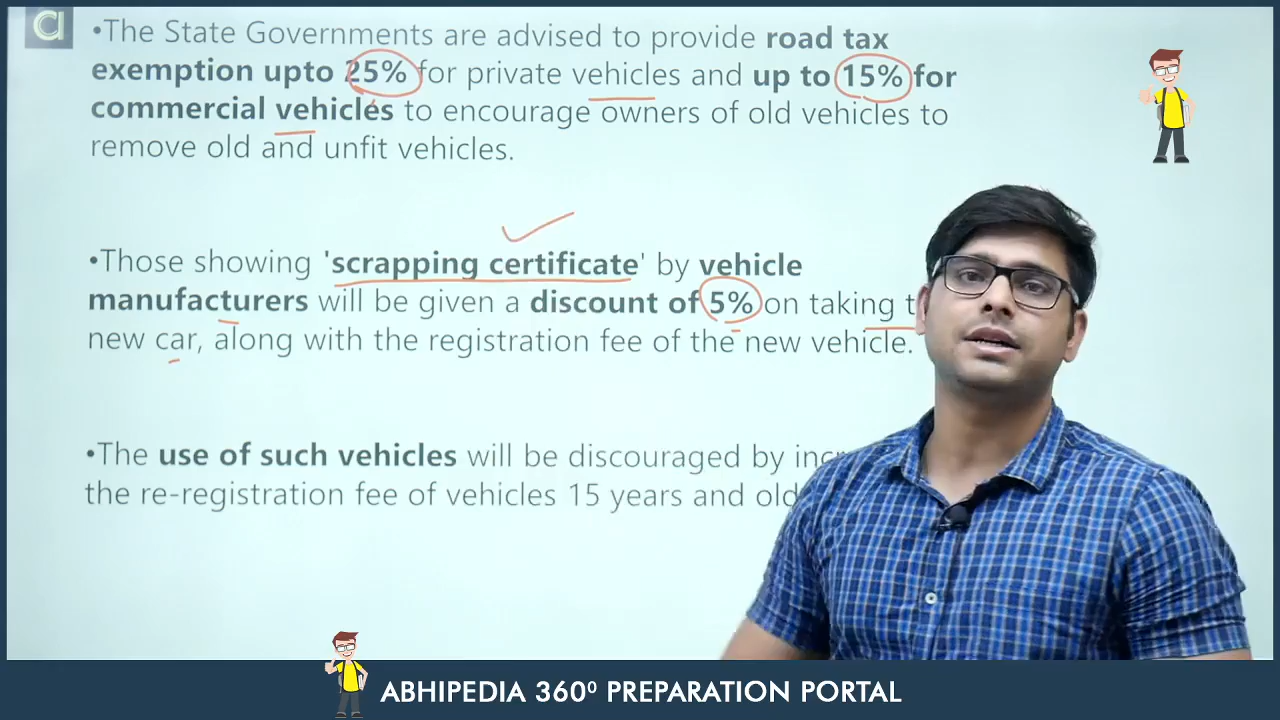 •The State Governments are advised to provide road tax
exemption upto 25% for private vehicles and up to 15% for
commercial vehicles to encourage owners of old vehicles to
remove old and unfit vehicles.
•Those showing 'scrapping certificate' by vehicle
manufacturers will be given a discount of 5% on taking
new car, along with the registration fee of the new vehicle.
•The use of such vehicles will be discouraged by
the re-registration fee of vehicles 15 years and
ABHIPEDIA 360⁰ PREPARATION PORTAL